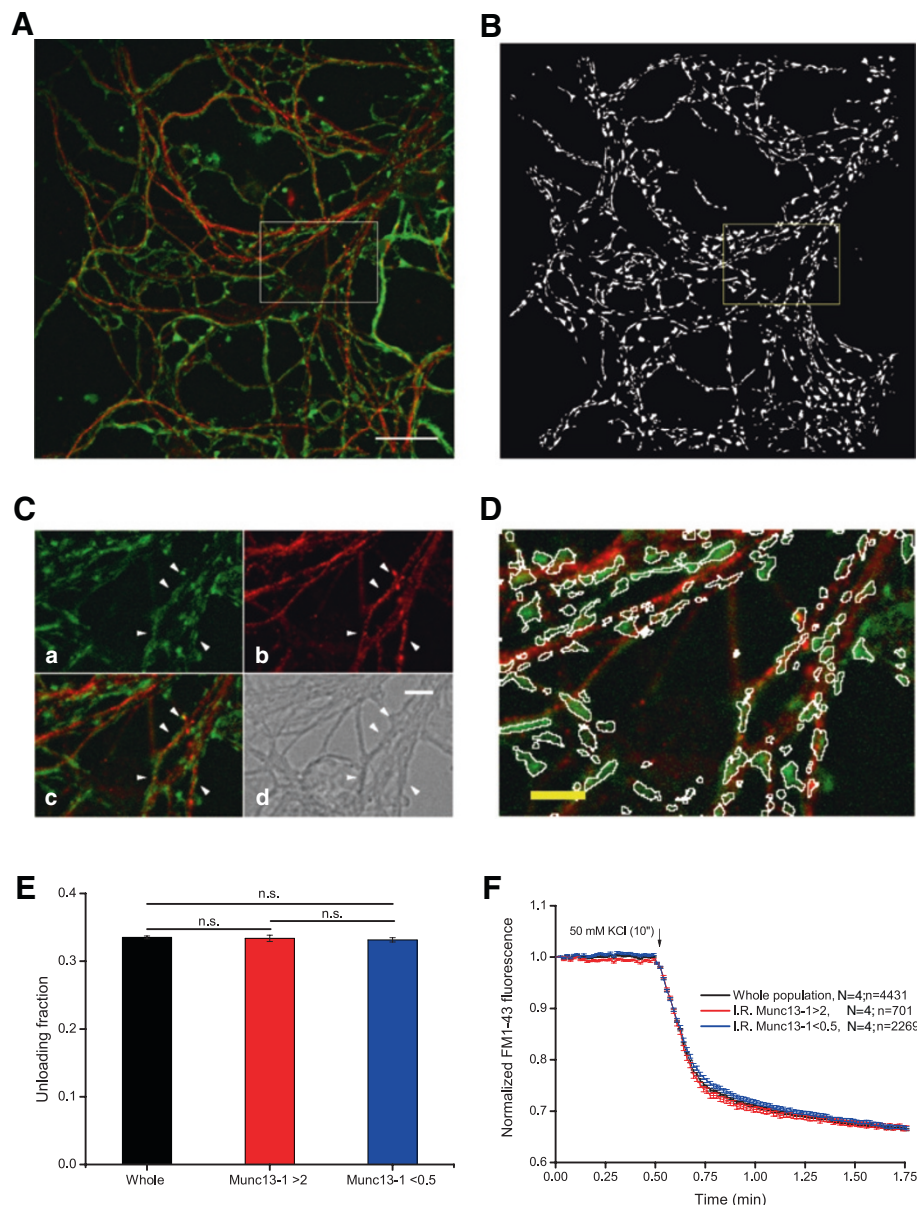 A
B
C
a
b
c
d
D
E
n.s.
n.s.
n.s.
Unloading fraction
0.4
0.3
0.2
0.1
0.0
Whole
Munc13-1 >2
Munc13-1 <0.5
F
Normalized FM1-43 fluorescence
1.1
1.0
0.9
0.8
0.7
0.6
50 mM KCl (10")
Whole population, N=4;n=4431
I.R. Munc13-1>2, N=4; n=701
I.R. Munc13-1<0.5, N=4; n=2269
0.00 0.25 0.50 0.75 1.00 1.25 1.50 1.75
Time (min)